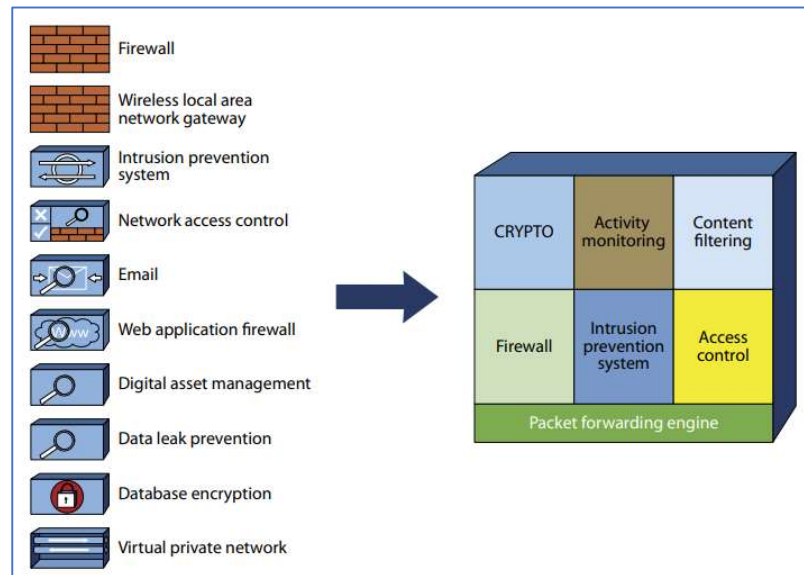 Firewall
Wireless local area
network gateway
Intrusion prevention
system
Network access control
Email
Www
Web application firewall
Digital asset management
Data leak prevention
Database encryption
Virtual private network
CRYPTO
Activity
monitoring
Content
filtering
Firewall
Intrusion
prevention
system
Access
control
Packet forwarding engine